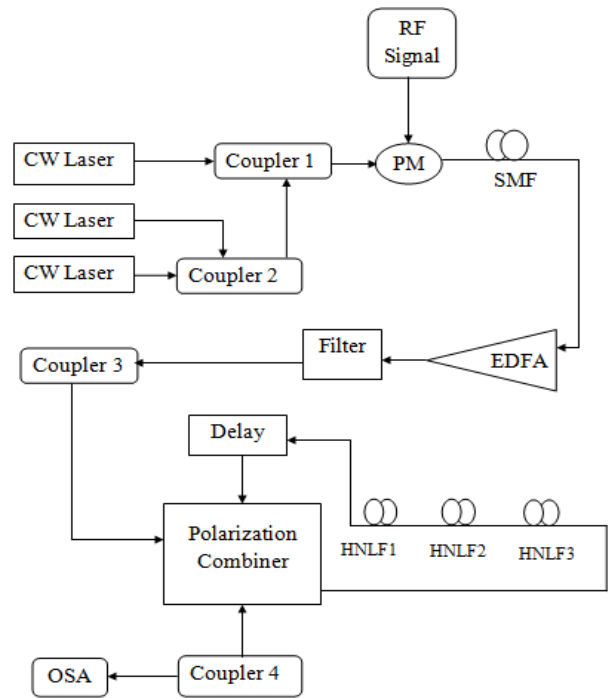 RF
Signal
CW Laser
Coupler 1
PM
SMF
CW Laser
CW Laser
Coupler 2
Filter
EDFA
Coupler 3
Delay
Polarization
Combiner
HNLF1
HNLF2
HNLF3
Coupler 4
OSA